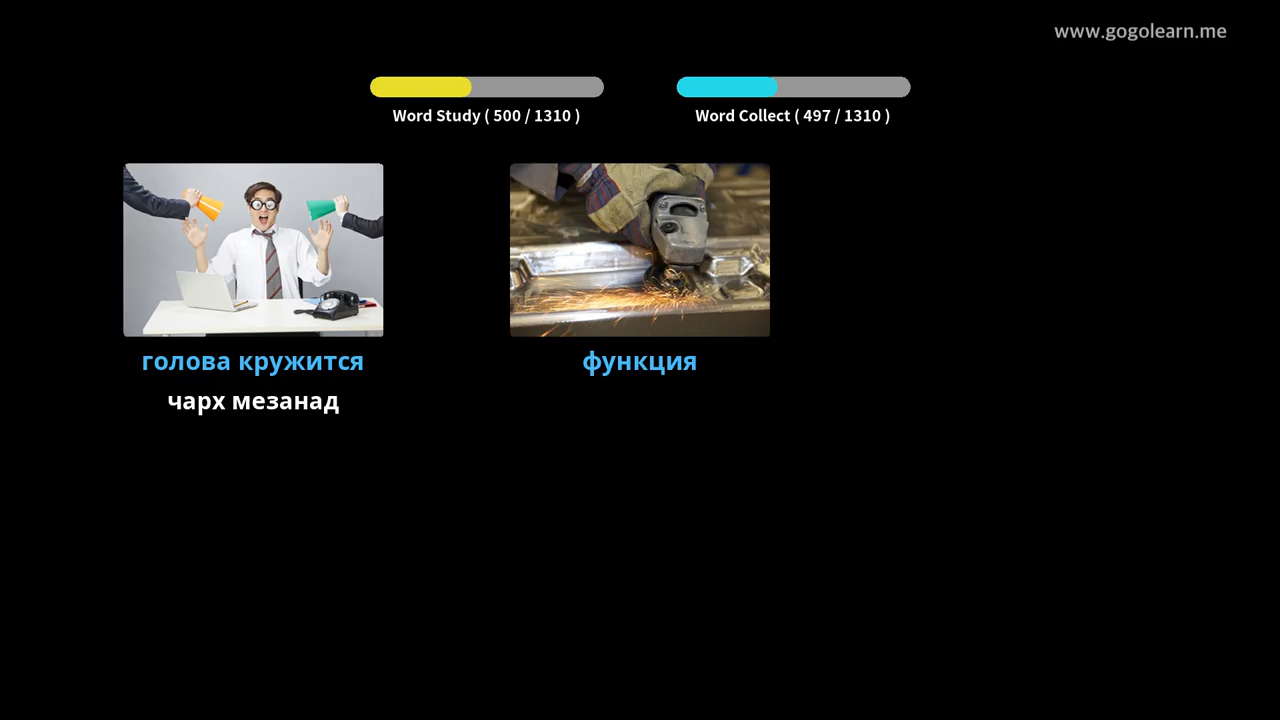 www.gogolearn.me
Word Study ( 500 / 1310 )
Word Collect ( 497 / 1310 )
голова кружится
чарх мезанад
функция